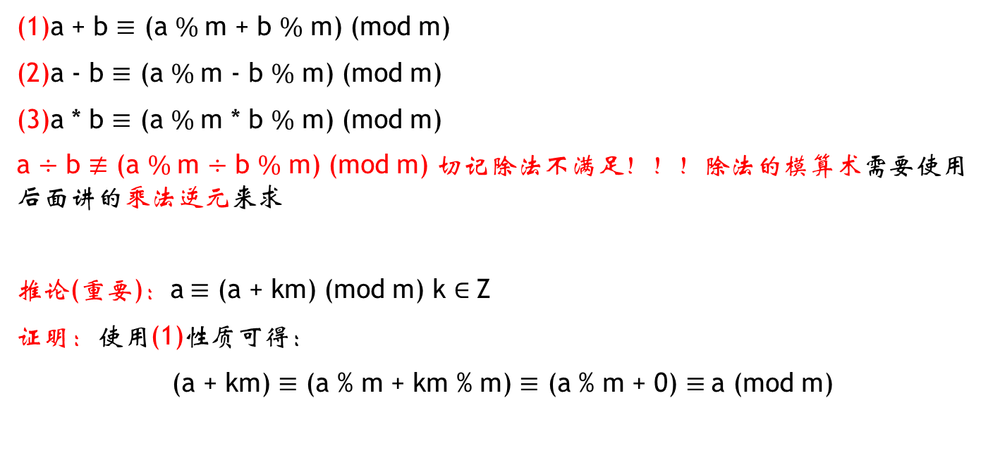 (1)a + b ≡ (a % m + b % m) (mod m)
(2)a - b ≡ (a % m - b % m) (mod m)
(3)a * b ≡ (a % m * b % m) (mod m)
a ÷ b ≢ (a % m ÷ b % m) (mod m) 切记除法不满足！！！除法的模算术需要使用
后面讲的乘法逆元来求
推论(重要)：a ≡ (a + km) (mod m) k ∈ Z
证明：使用(1)性质可得：
(a + km) ≡ (a % m + km % m) ≡ (a % m + 0) ≡ a (mod m)